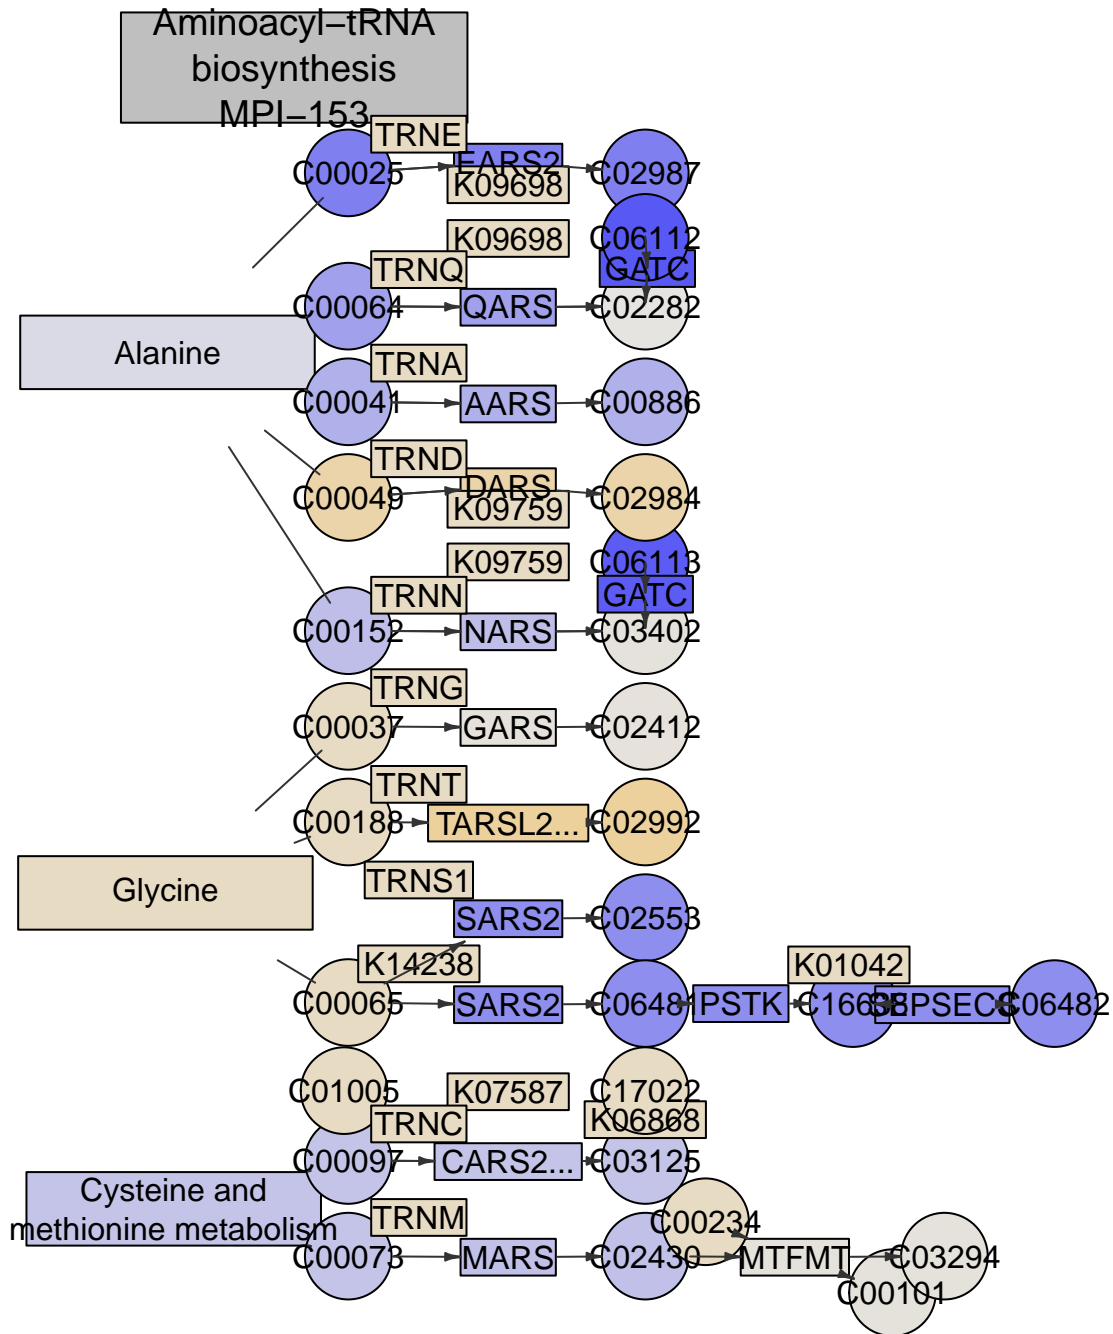 Aminoacyl−tRNA
biosynthesis
MPI−153
TRNE
C00025
EARS2
C02987
K09698
K09698
C06112
TRNQ
GATC
C00064
QARS
C02282
Alanine
TRNA
C00041
AARS
C00886
TRND
C00049
DARS
C02984
K09759
K09759
C06113
TRNN
GATC
C00152
NARS
C03402
TRNG
C00037
GARS
C02412
TRNT
C00188
TARSL2...
C02992
Glycine
TRNS1
SARS2
C02553
K14238
K01042
C00065
SARS2
C06481
PSTK
SEPSECS
C06482
C01005
K07587
C17022
TRNC
K06868
C00097
CARS2...
C03125
Cysteine and
methionine metabolism
TRNM
C00234
C00073
MARS
C02430
MTFMT
C03294
C00101